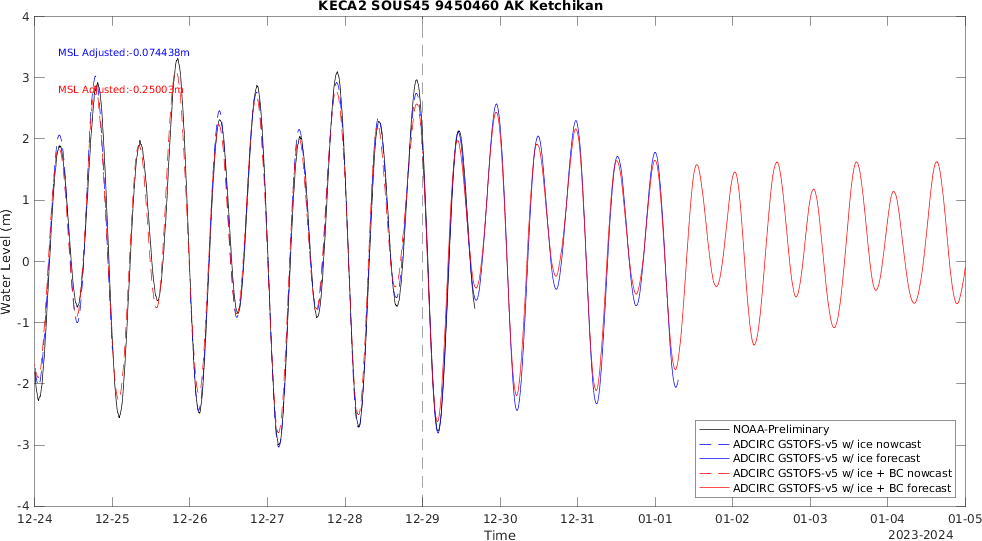 KECA2 SOUS45 9450460 AK Ketchikan
MSL Adjusted:-0.074438m
MSL Adjusted:-0.25003m
Water Level (m)
4
3
2
1
0
-1
-2
-3
-4
NOAA-Preliminary
ADCIRC GSTOFS-v5 w/ ice nowcast
ADCIRC GSTOFS-v5 w/ ice forecast
ADCIRC GSTOFS-v5 w/ ice + BC nowcast
ADCIRC GSTOFS-v5 w/ ice + BC forecast
12-24 12-25 12-26 12-27 12-28 12-29 12-30 12-31 01-01 01-02 01-03 01-04 01-05
Time
2023-2024